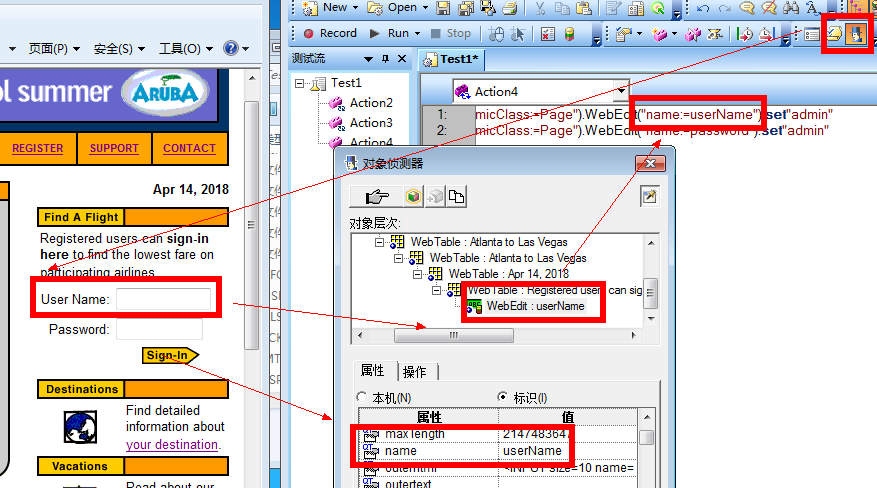 页面(P)
安全(S)
工具(O)
ol summer
ARUBA
REGISTER
SUPPORT
CONTACT
Apr 14, 2018
Find A Flight
Registered users can sign-in
here to find the lowest fare on
participating airlines
User Name:
Password:
Sign-In
Destinations
Find detailed
information about
your destination.
Vacations
Read about our
New
Open
Record
Run
Stop
测试流
Test1
Action2
Action3
Action4
Test1*
Action4
1:
micClass:=Page").WebEdit("name:=userName").set"admin"
2:
micClass:=Page").WebEdit("name:=password").set"admin"
对象侦测器
对象层次:
WebTable : Atlanta to Las Vegas
WebTable : Atlanta to Las Vegas
WebTable : Apr 14, 2018
WebTable : Registered users can sig
WebEdit : userName
属性
操作
本机(N)
标识(I)
属性
值
max length
2147483647
name
userName
outerhtml
<INPUT size=10 name=
outertext